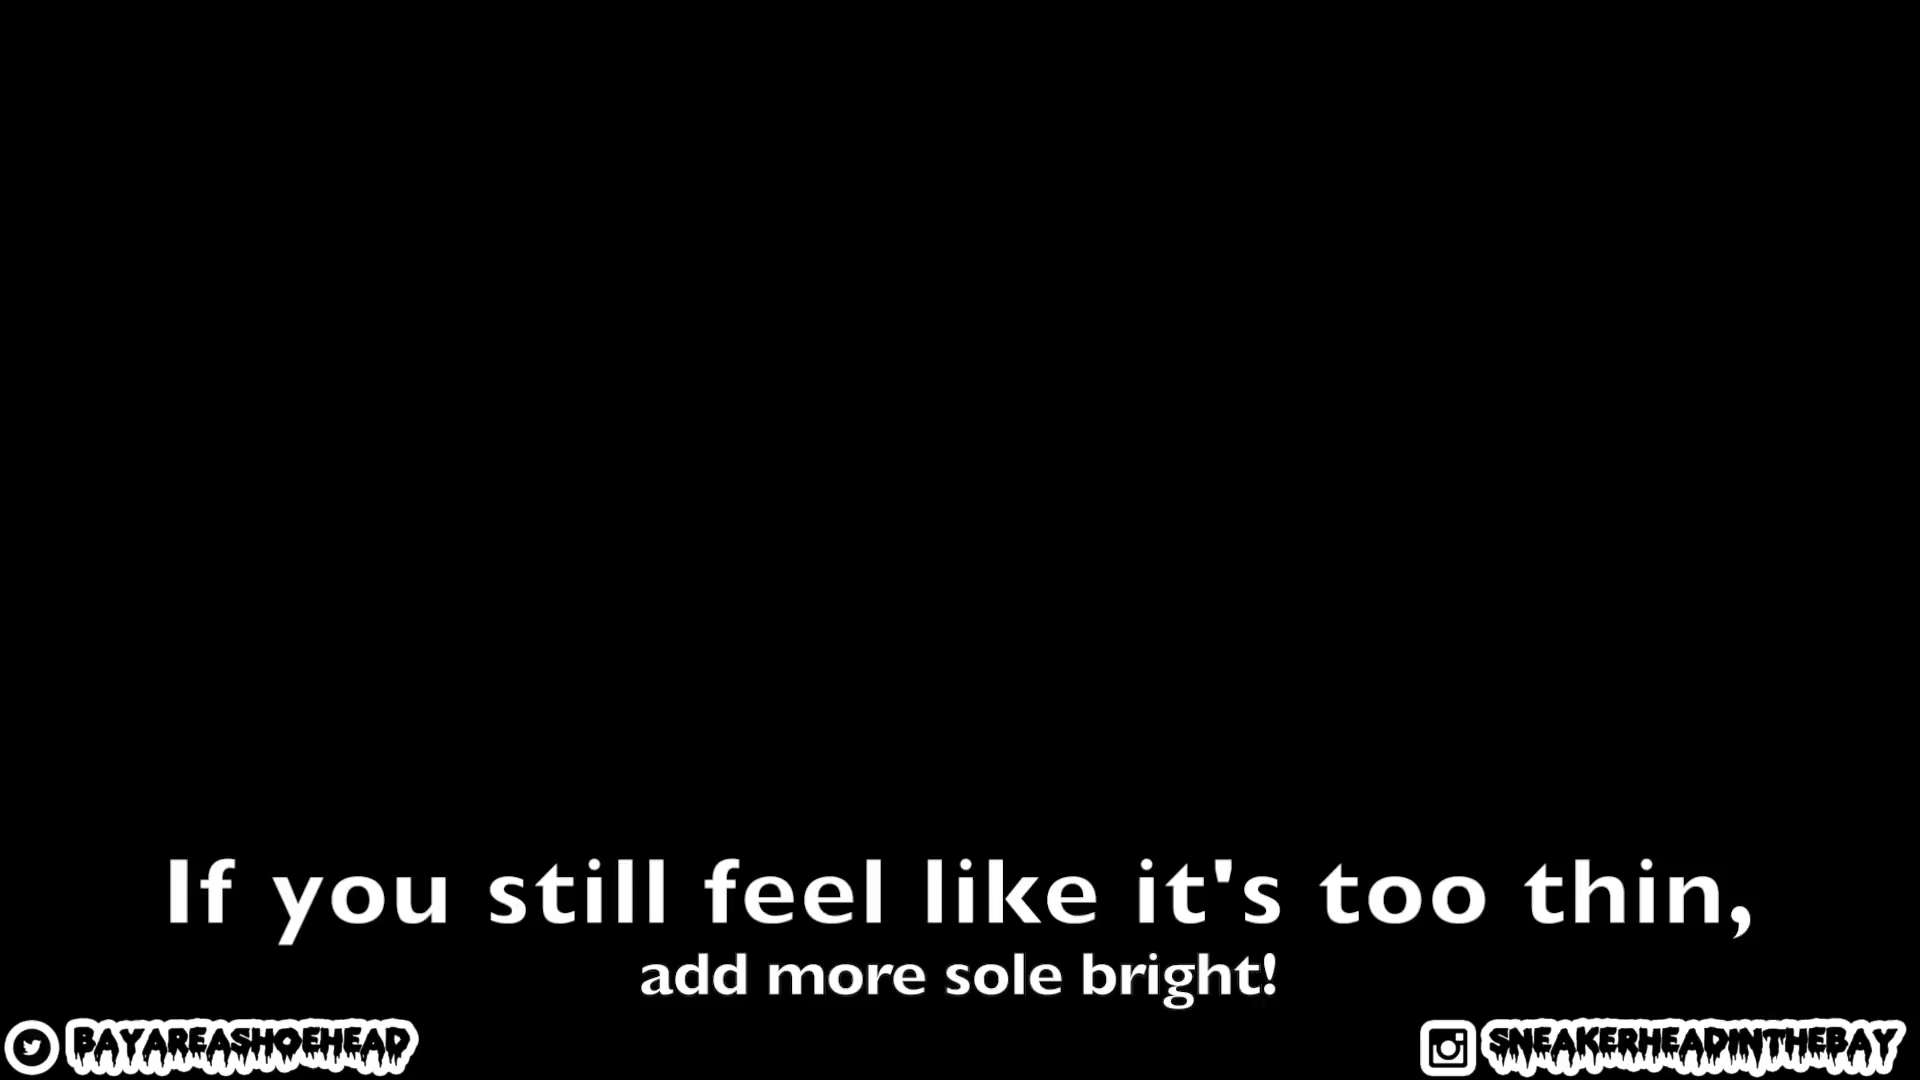 If you still feel like it's too thin,
add more sole bright!
BAYAREASHOEHEAD
SNEAKERHEADINTHEBAY